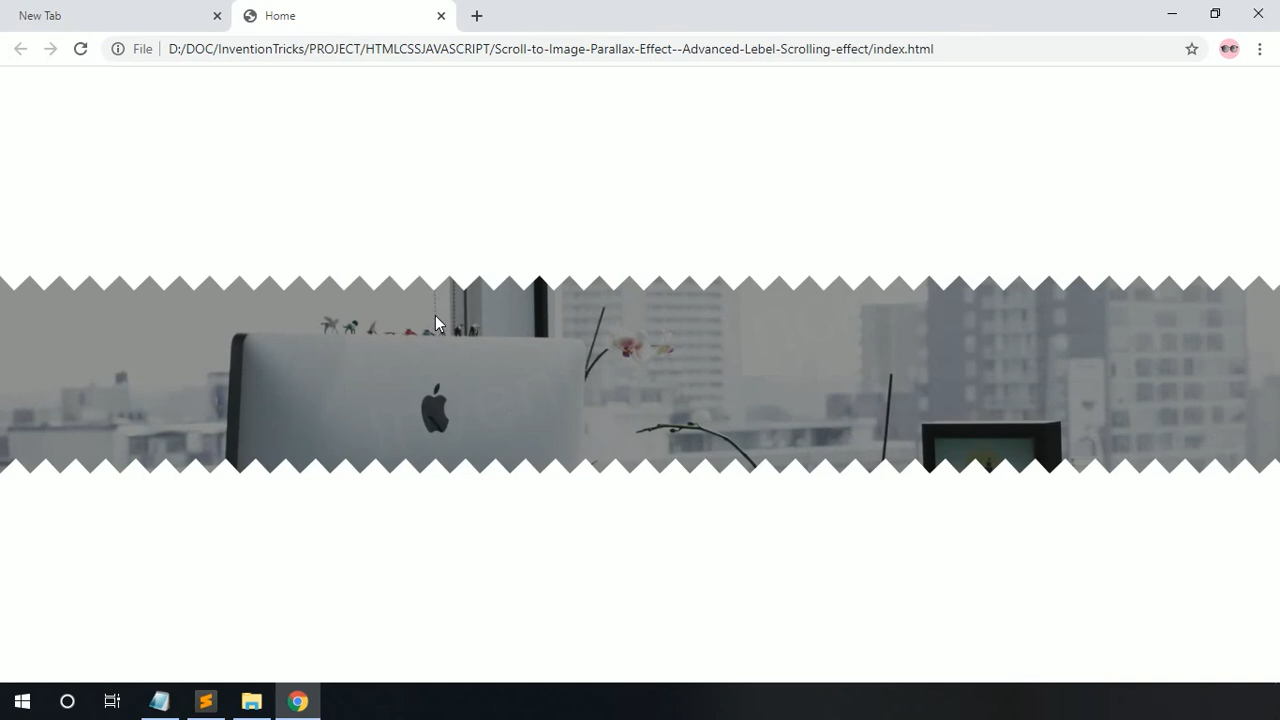 New Tab
Home
File
D:/DOC/InventionTricks/PROJECT/HTMLCSSJAVASCRIPT/Scroll-to-Image-Parallax-Effect--Advanced-Lebel-Scrolling-effect/index.html